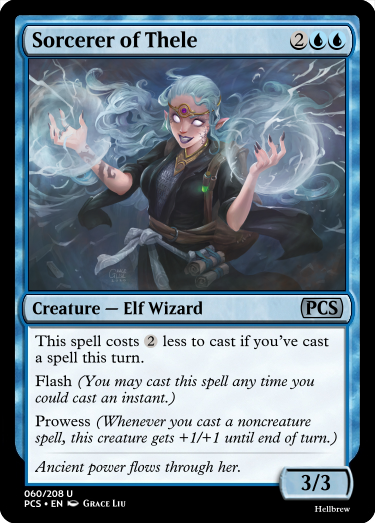 Sorcerer of Thele 2
Creature — Elf Wizard PCS
This spell costs 2 less to cast if you've cast
a spell this turn.
Flash (You may cast this spell any time you
could cast an instant.)
Prowess (Whenever you cast a noncreature
spell, this creature gets +1/+1 until end of turn.)
Ancient power flows through her.
3/3
060/208 U
PCS • EN Grace Liu
Hellbrew